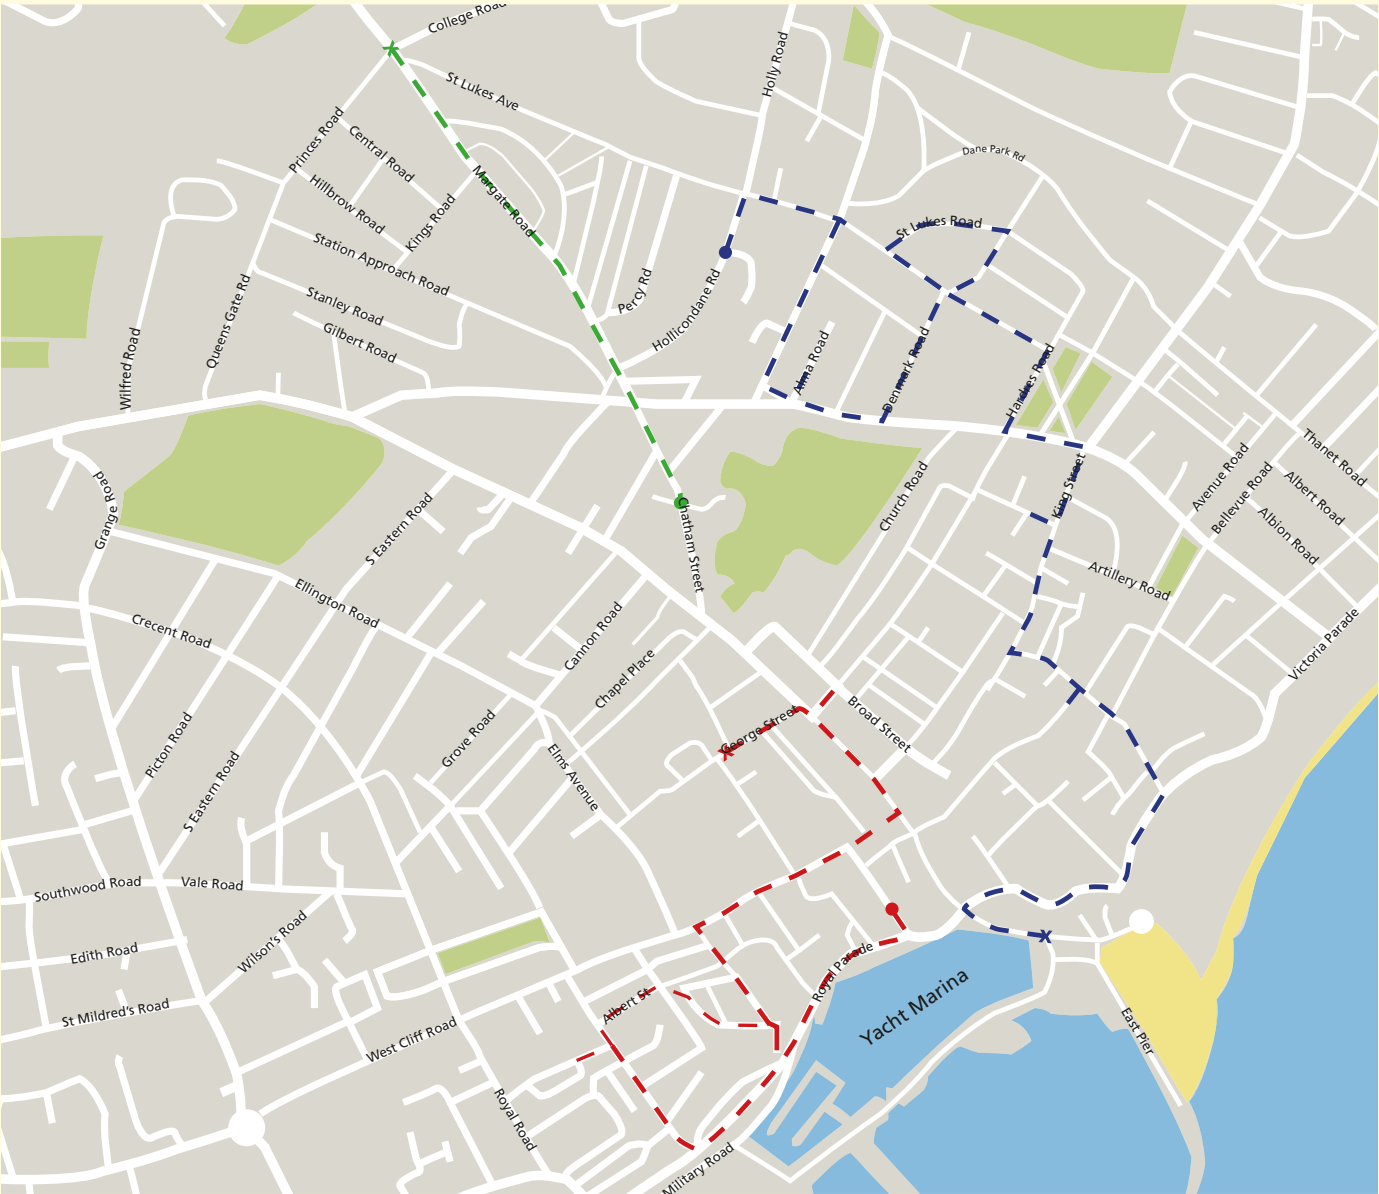 College Road
St Lukes Ave
Holly Road
Princes Road
Central Road
Hillbrow Road
Kings Road
Margate Road
Dane Park Rd
St Lukes Road
Station Approach Road
Stanley Road
Gilbert Road
Queens Gate Rd
Wilfred Road
Percy Rd
Hollicondane Rd
Alma Road
Denmark Road
Hardres Road
Thanet Road
Avenue Road
Bellevue Road
Albert Road
Albion Road
King Street
Church Road
Grange Road
S Eastern Road
Chatham Street
Artillery Road
Ellington Road
Crecent Road
Cannon Road
Chapel Place
Victoria Parade
Broad Street
George Street
Picton Road
Grove Road
Elms Avenue
S Eastern Road
Southwood Road
Vale Road
Wilson's Road
Edith Road
St Mildred's Road
West Cliff Road
Albert St
Royal Parade
Yacht Marina
East Pier
Royal Road
Military Road
x